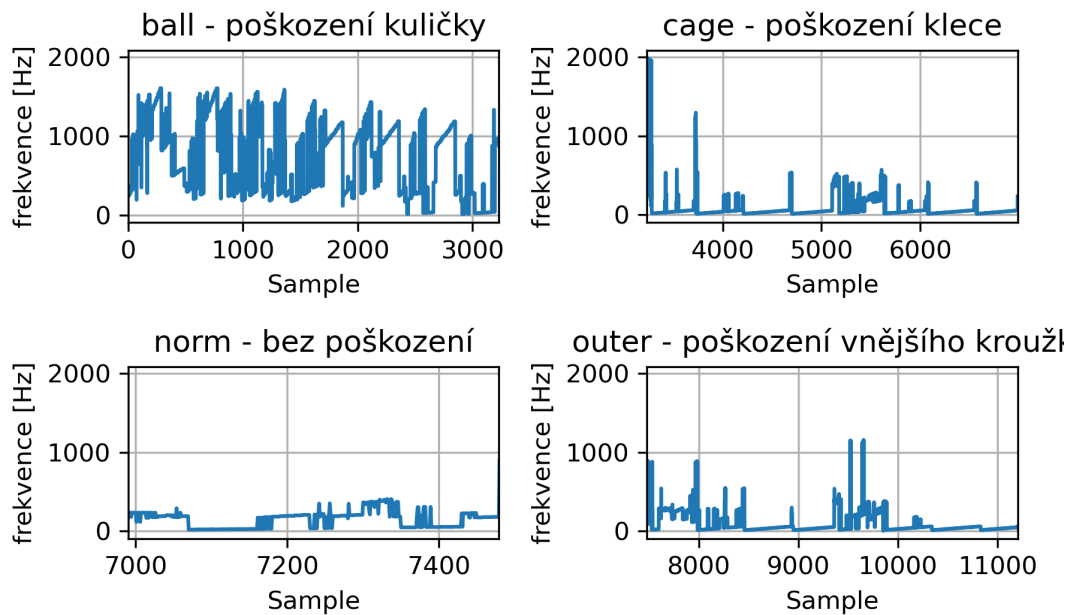 ball - poškození kuličky
frekvence [Hz]
2000
1000
0
0 1000 2000 3000
Sample
cage - poškození klece
frekvence [Hz]
2000
1000
0
4000 5000 6000
Sample
norm - bez poškození
frekvence [Hz]
2000
1000
0
7000 7200 7400
Sample
outer - poškození vnějšího kroužk
frekvence [Hz]
2000
1000
0
8000 9000 10000 11000
Sample